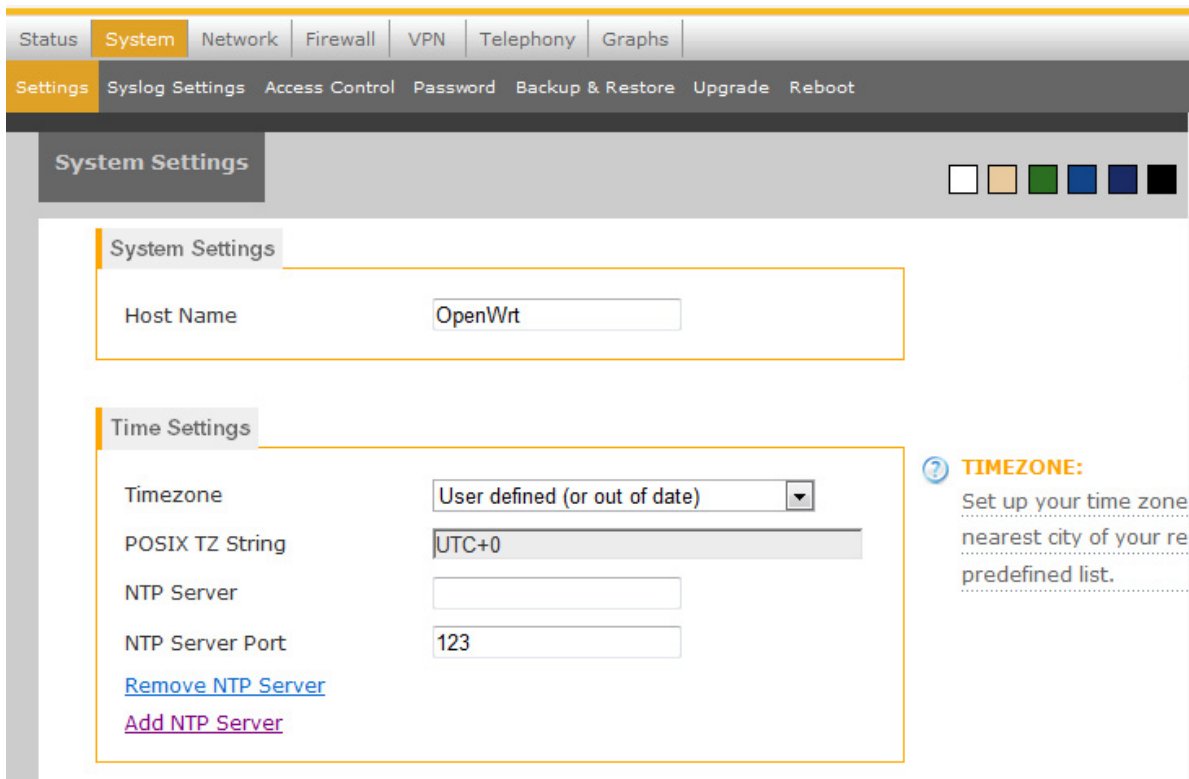 Status System Network Firewall VPN Telephony Graphs
Settings Syslog Settings Access Control Password Backup & Restore Upgrade Reboot
System Settings
System Settings
Host Name OpenWrt
Time Settings
Timezone User defined (or out of date)
POSIX TZ String UTC+0
NTP Server
NTP Server Port 123
Remove NTP Server
Add NTP Server
TIMEZONE:
Set up your time zone
nearest city of your re
predefined list.